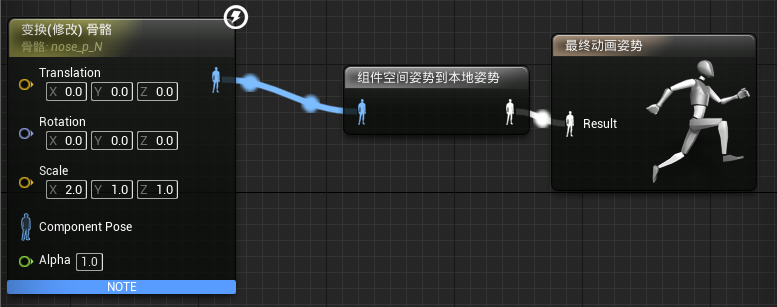 变换(修改) 骨骼
骨骼: nose_p_N
Translation
X 0.0 Y 0.0 Z 0.0
Rotation
X 0.0 Y 0.0 Z 0.0
Scale
X 2.0 Y 1.0 Z 1.0
Component Pose
Alpha 1.0
NOTE
组件空间姿势到本地姿势
最终动画姿势
Result